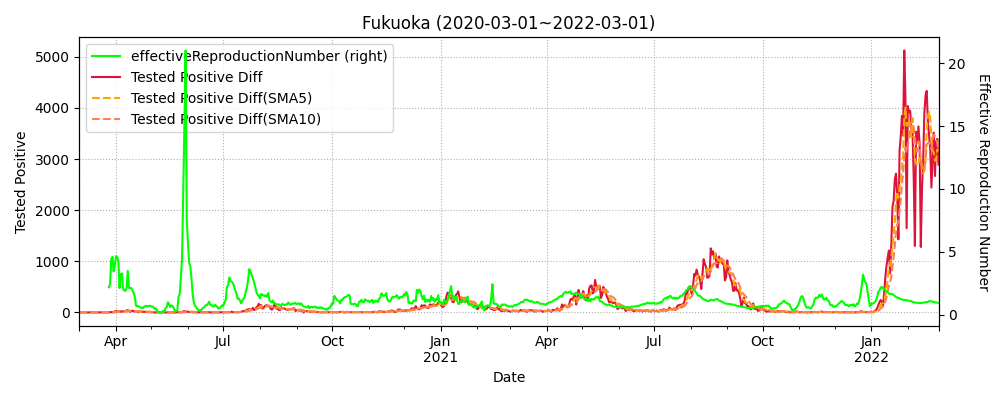 Fukuoka (2020-03-01~2022-03-01)
effectiveReproductionNumber (right)
Tested Positive Diff
Tested Positive Diff(SMA5)
Tested Positive Diff(SMA10)
Tested Positive
5000
4000
3000
2000
1000
0
20
15
10
5
0
Effective Reproduction Number
Apr
Jul
Oct
Jan
2021
Apr
Jul
Oct
Jan
2022
Date